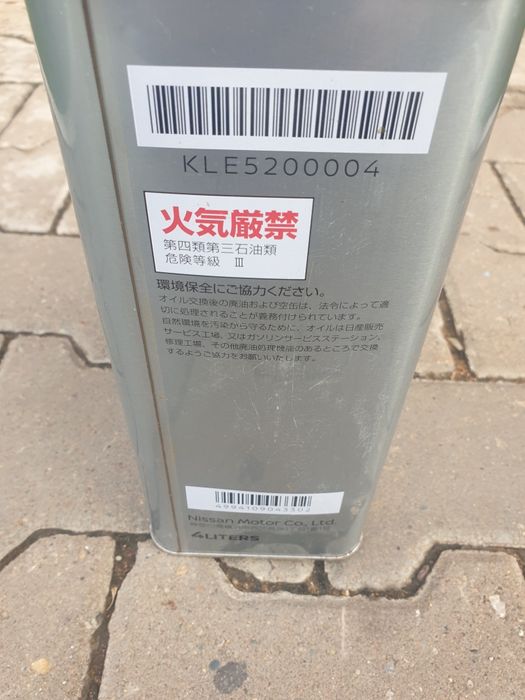 KLE5200004
火気厳禁
第四類第三石油類
危険等級 Ⅲ
環境保全にご協力ください。
オイル交換後の廃油および空缶は、法令によって適
切に処理されることが義務付けられています。
自然環境を汚染から守るために、オイルは日産販売
サービス工場、又はガソリンサービスステーション、
修理工場、その他廃油処理機能のあるところで交換
するようご協力をお願いいたします。
4994109043302
Nissan Motor Co., Ltd.
4LITERS